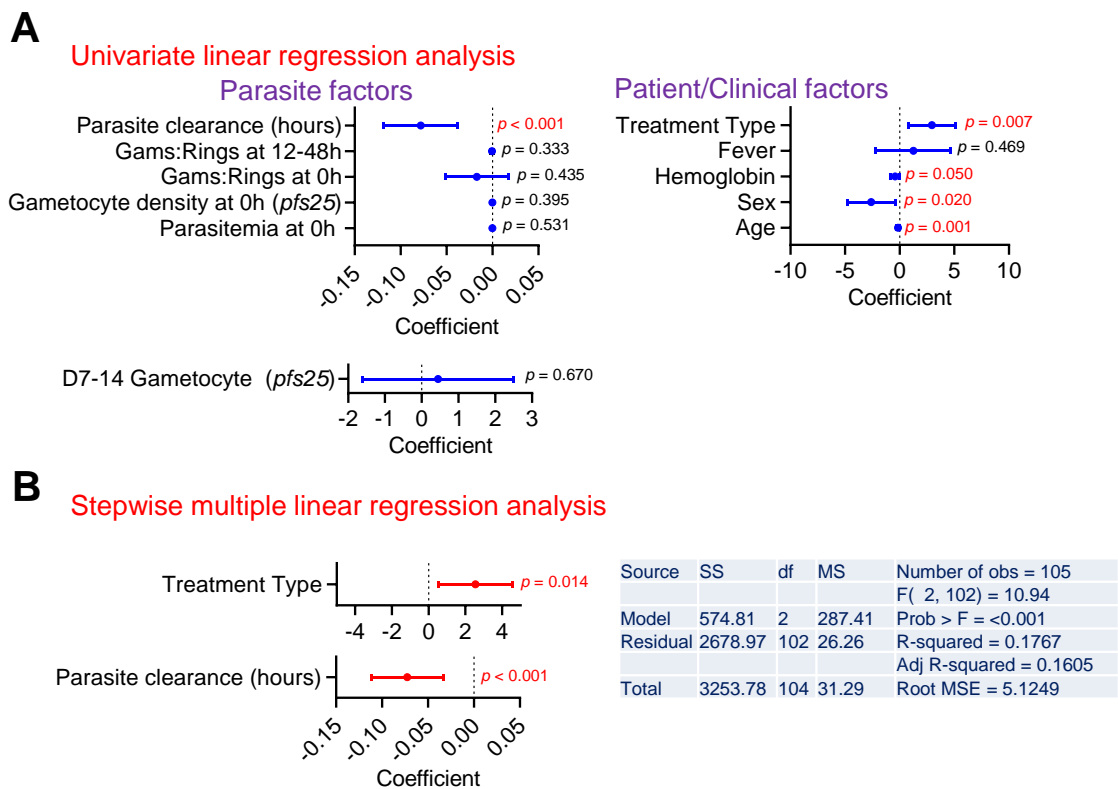 A
Univariate linear regression analysis
Parasite factors
Parasite clearance (hours)
p < 0.001
Gams:Rings at 12-48h
p = 0.333
Gams:Rings at 0h
p = 0.435
Gametocyte density at 0h (pfs25)
p = 0.395
Parasitemia at 0h
p = 0.531
-0.15 -0.10 -0.05 0.00 0.05
Coefficient
Patient/Clinical factors
Treatment Type
p = 0.007
Fever
p = 0.469
Hemoglobin
p = 0.050
Sex
p = 0.020
Age
p = 0.001
-10 -5 0 5 10
Coefficient
D7-14 Gametocyte (pfs25)
p = 0.670
-2 -1 0 1 2 3
Coefficient
B
Stepwise multiple linear regression analysis
Treatment Type
p = 0.014
-4 -2 0 2 4
Parasite clearance (hours)
p < 0.001
-0.15 -0.10 -0.05 0.00 0.05
Coefficient
Source SS df MS Number of obs = 105
F( 2, 102) = 10.94
Model 574.81 2 287.41 Prob > F = <0.001
Residual 2678.97 102 26.26 R-squared = 0.1767
Adj R-squared = 0.1605
Total 3253.78 104 31.29 Root MSE = 5.1249